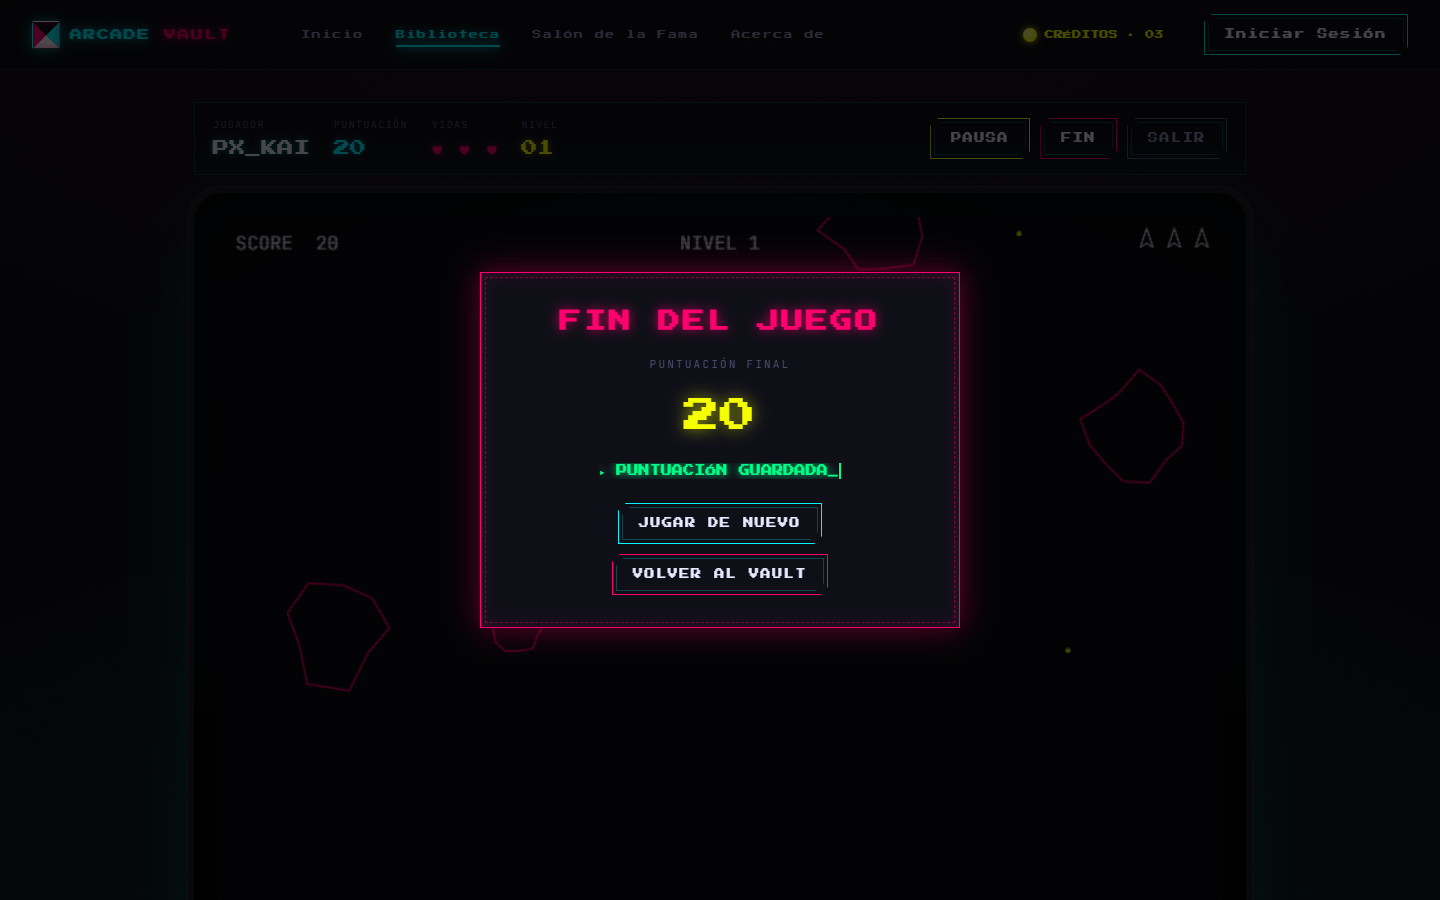 ARCADE VAULT
Inicio
Biblioteca
Salón de la Fama
Acerca de
CRéDITOS · 03
Iniciar Sesión
JUGADOR
PX_KAI
PUNTUACIÓN
20
VIDAS
NIVEL
01
PAUSA
FIN
SALIR
SCORE 20
NIVEL 1
FIN DEL JUEGO
PUNTUACIÓN FINAL
20
▸ PUNTUACIóN GUARDADA_
JUGAR DE NUEVO
VOLVER AL VAULT